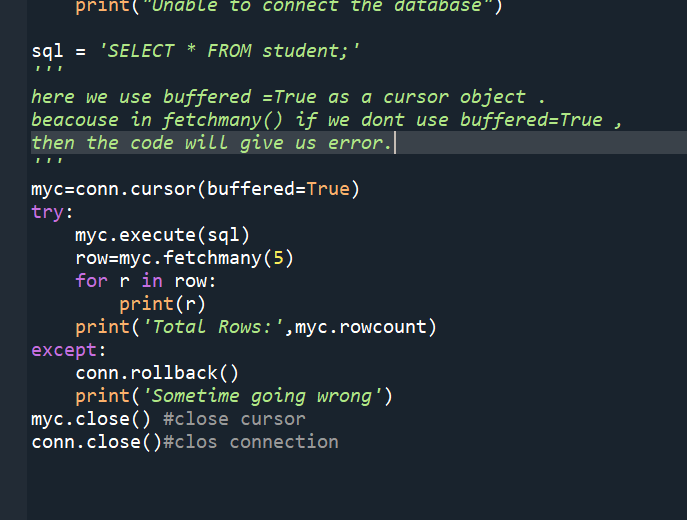 print("Unable to connect the database")
sql = 'SELECT * FROM student;'
'''
here we use buffered =True as a cursor object .
beacouse in fetchmany() if we dont use buffered=True ,
then the code will give us error.
'''
myc=conn.cursor(buffered=True)
try:
    myc.execute(sql)
    row=myc.fetchmany(5)
    for r in row:
        print(r)
    print('Total Rows:',myc.rowcount)
except:
    conn.rollback()
    print('Sometime going wrong')
myc.close() #close cursor
conn.close()#clos connection